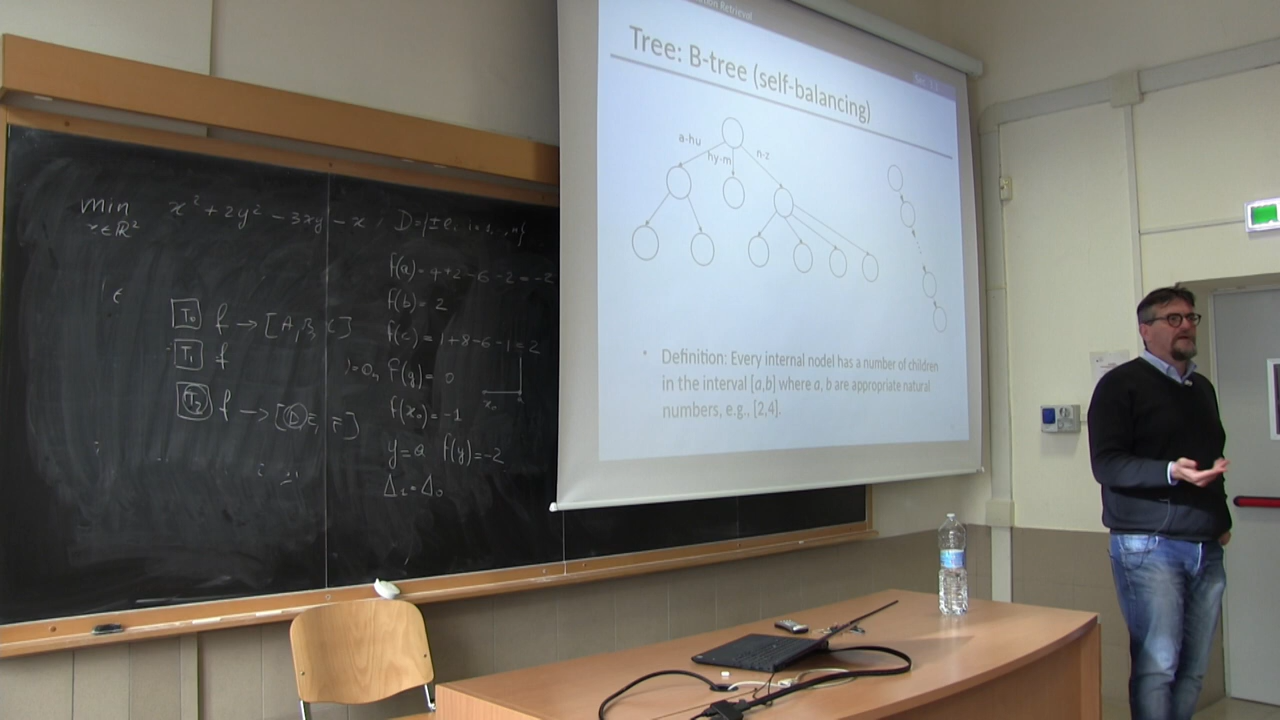 min x² + 2y² - 3xy - x ; D = {±e
x∈ℝ²
f(a) = 4+2-6-2 = -2
f(b) = 2
T₀ f → [A, B, C]
f(c) = 1+8-6-1 = 2
T₁ f
f(y) = 0
x₀
T₂ f →
f(x₀) = -1
y = a f(y) = -2
Δ₁ = Δ₀
Retrieval
Tree: B-tree (self-balancing)
a-hu
hy-m
n-z
• Definition: Every internal nodel has a number of children
in the interval [a,b] where a, b are appropriate natural
numbers, e.g., [2,4].